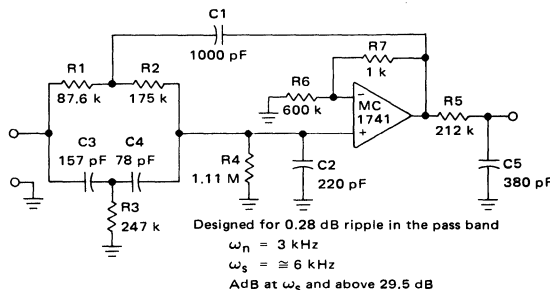 C1
1000 pF
R1
87.6 k
R2
175 k
R7
1 k
R6
600 k
MC
1741
−
+
R5
212 k
C3
157 pF
C4
78 pF
R3
247 k
R4
1.11 M
C2
220 pF
C5
380 pF
Designed for 0.28 dB ripple in the pass band
ωn = 3 kHz
ωs = ≅ 6 kHz
AdB at ωs and above 29.5 dB